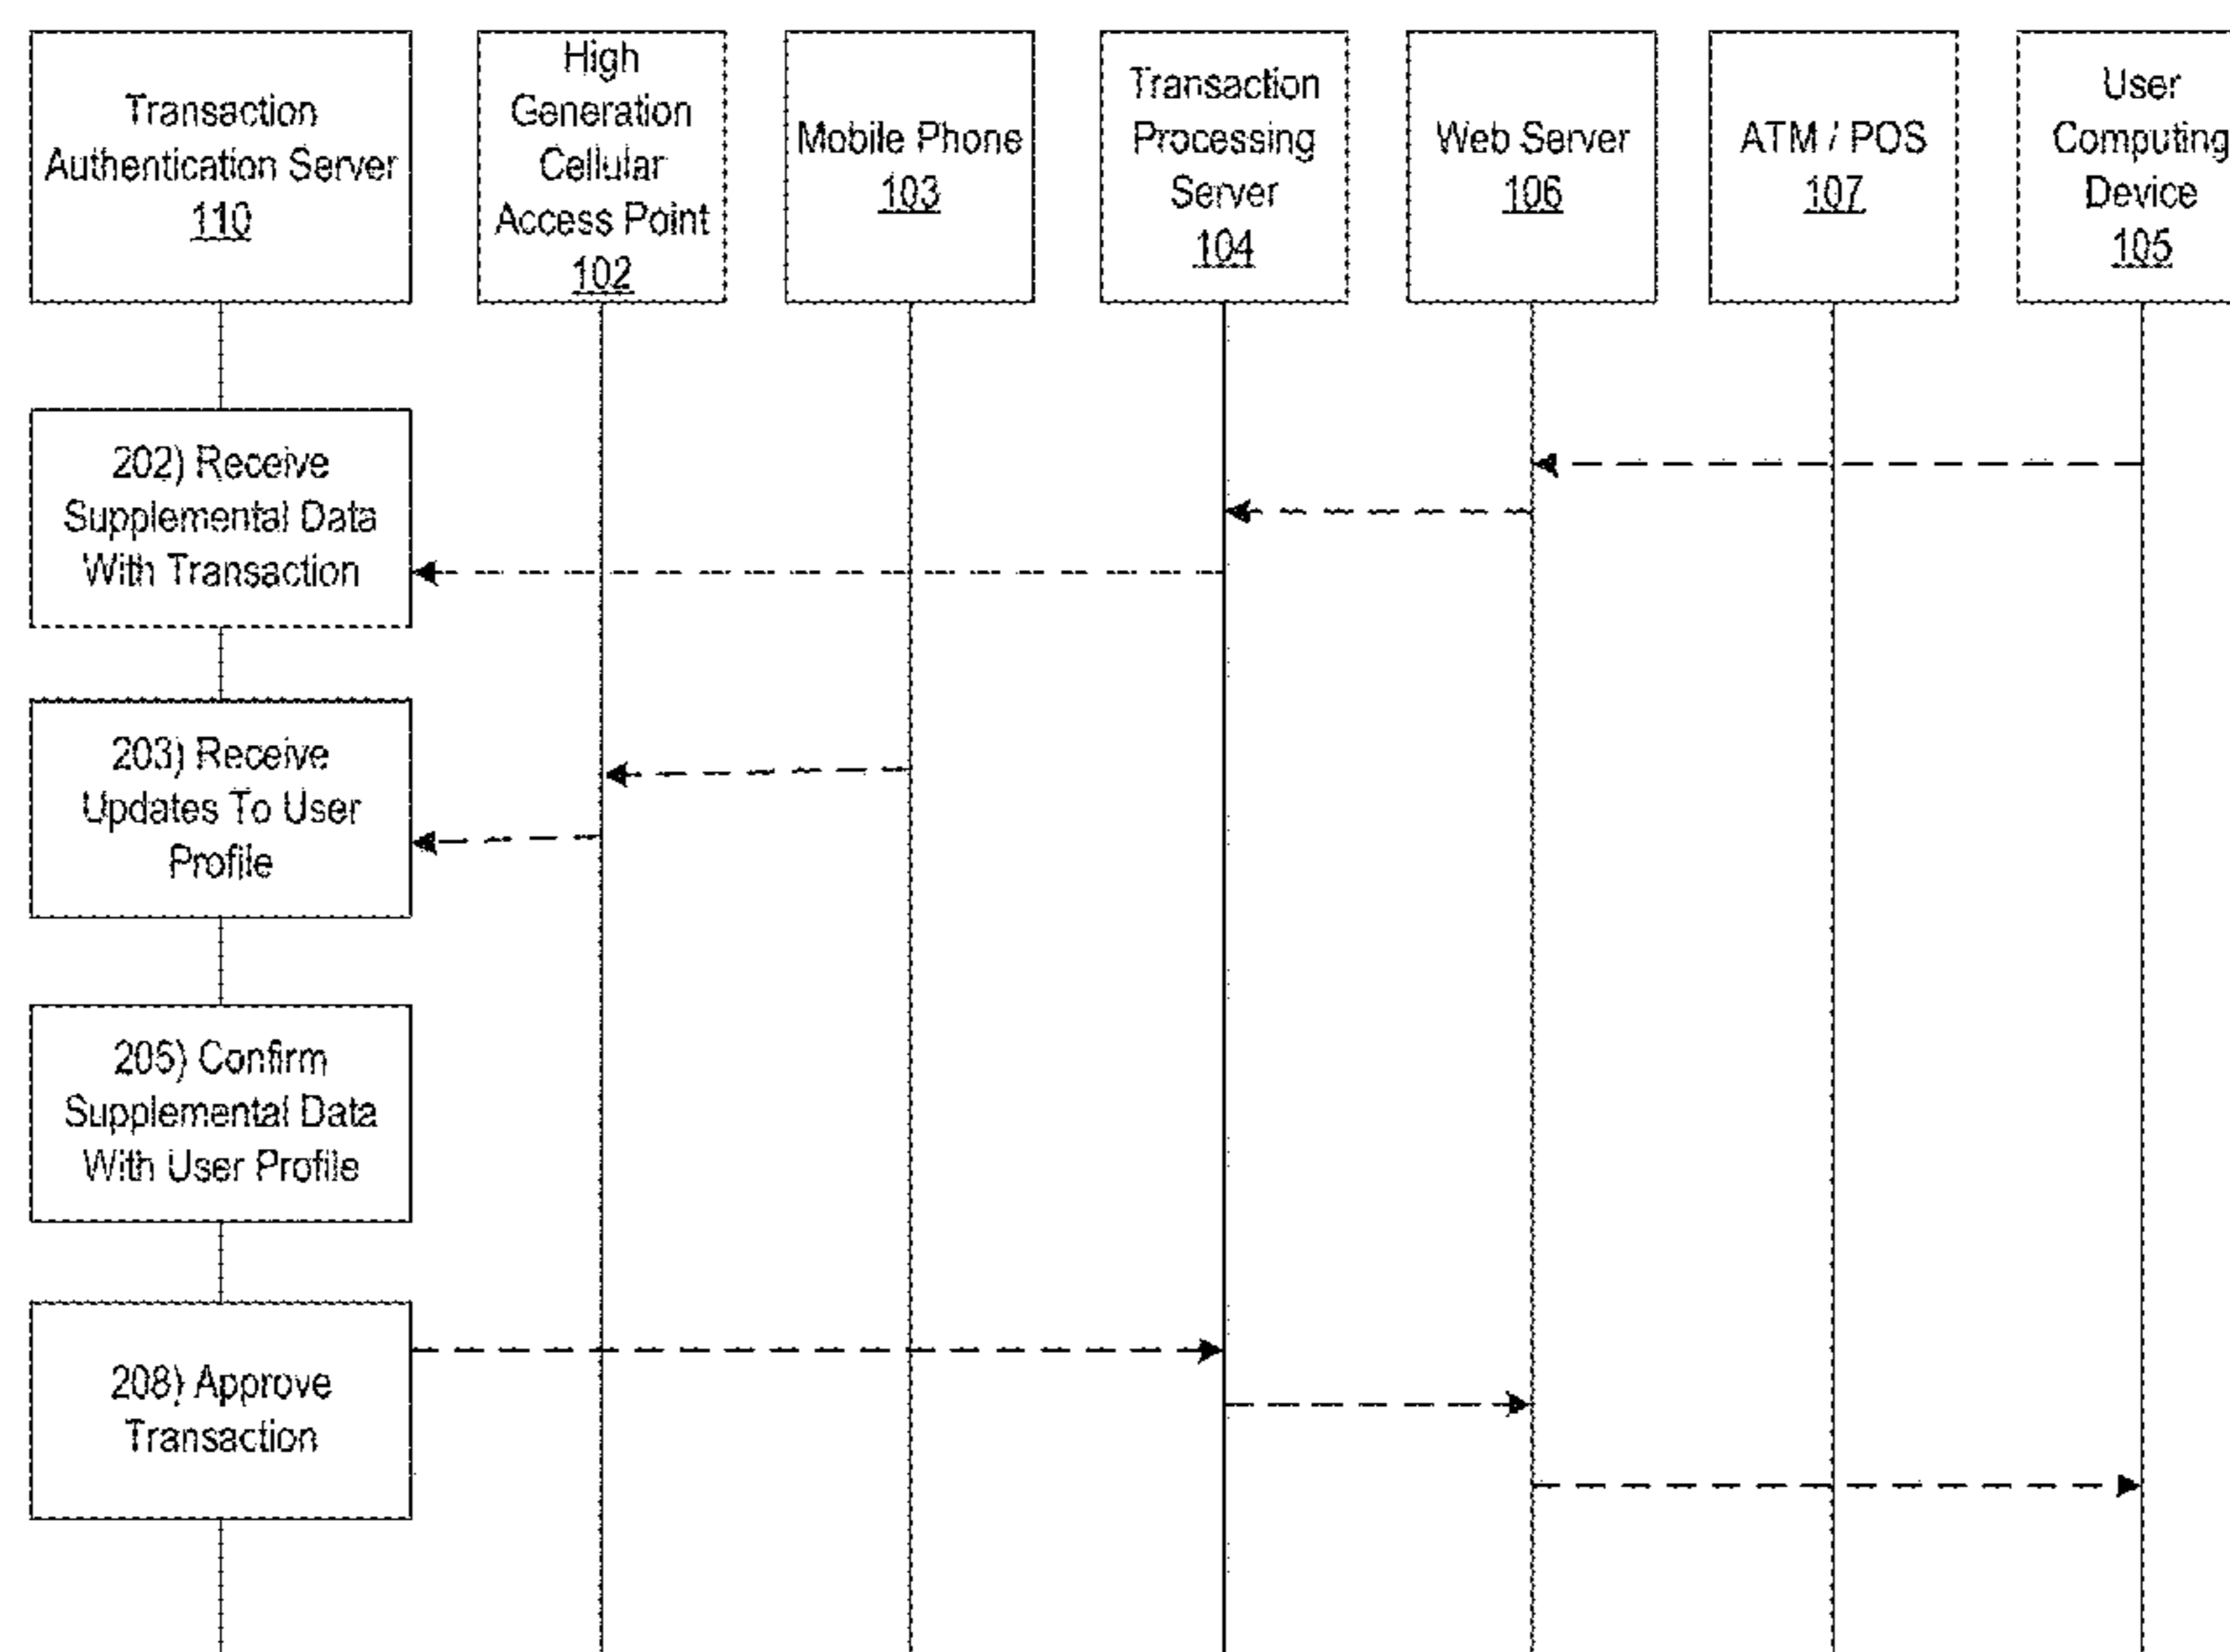 Transaction
Authentication Server
110
High
Generation
Cellular
Access Point
102
Mobile Phone
103
Transaction
Processing
Server
104
Web Server
106
ATM / POS
107
User
Computing
Device
105
202) Receive
Supplemental Data
With Transaction
203) Receive
Updates To User
Profile
205) Confirm
Supplemental Data
With User Profile
208) Approve
Transaction